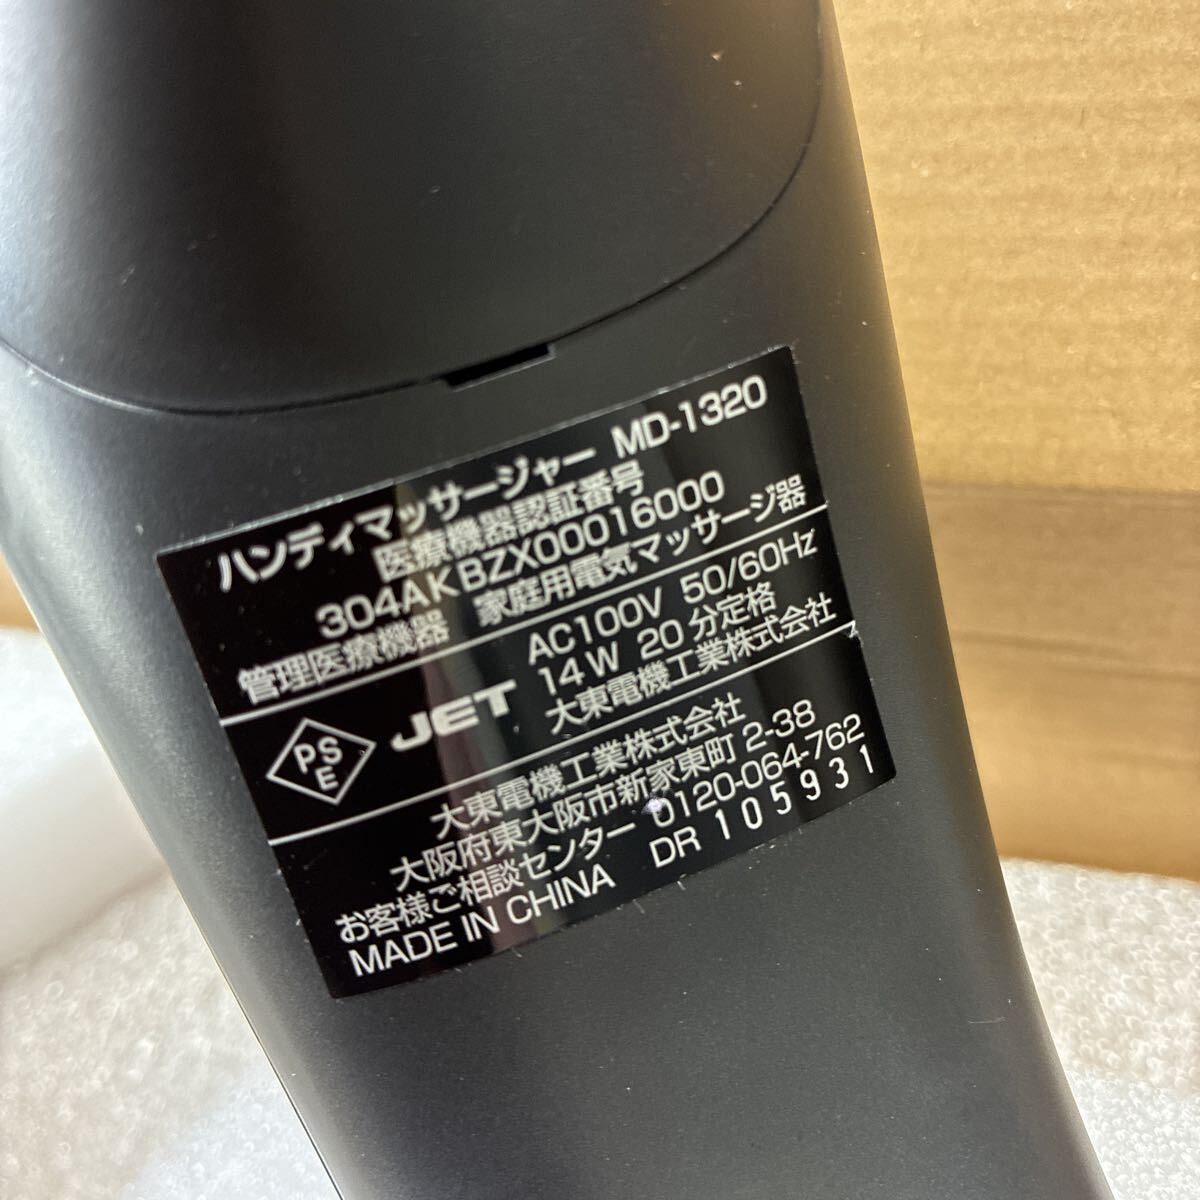 ハンディマッサージャー MD-1320
医療機器認証番号
304AKBZX00016000
管理医療機器 家庭用電気マッサージ器
PSE JET AC100V 50/60Hz
14W 20分定格
大東電機工業株式会社
大東電機工業株式会社
大阪府東大阪市新家東町2-38
お客様ご相談センター 0120-064-762
MADE IN CHINA DR 105931